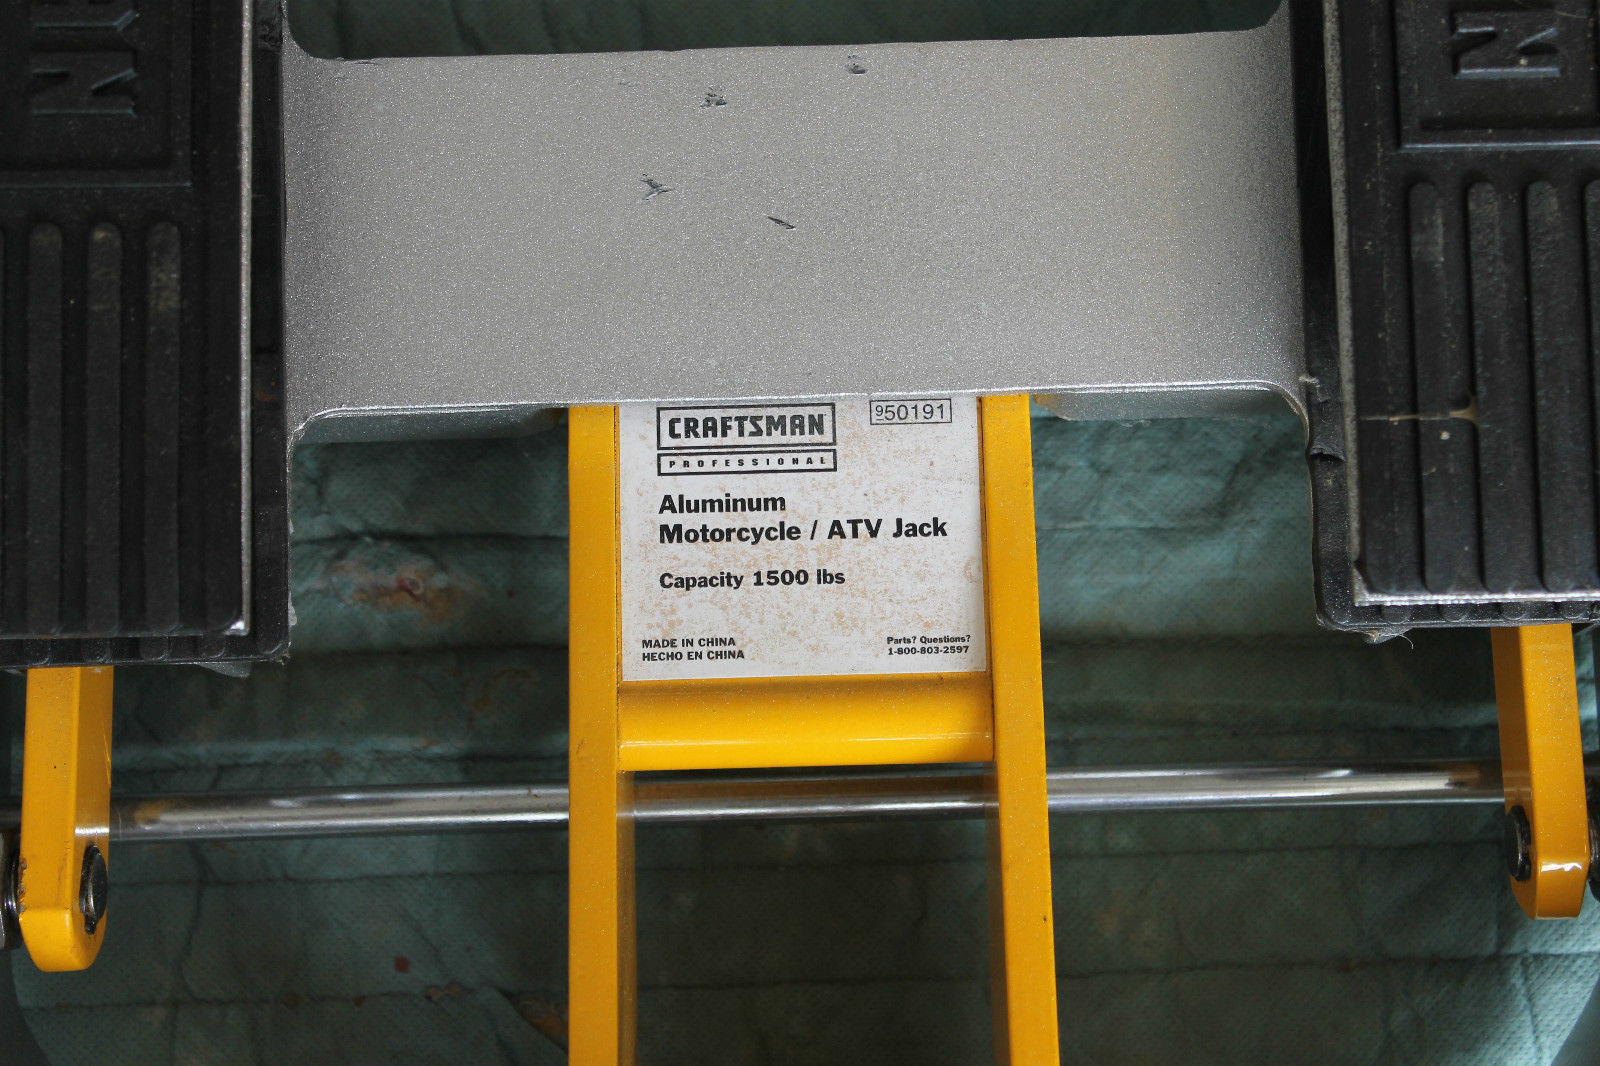 CRAFTSMAN
PROFESSIONAL
950191
Aluminum
Motorcycle / ATV Jack
Capacity 1500 lbs
MADE IN CHINA
HECHO EN CHINA
Parts? Questions?
1-800-803-2597